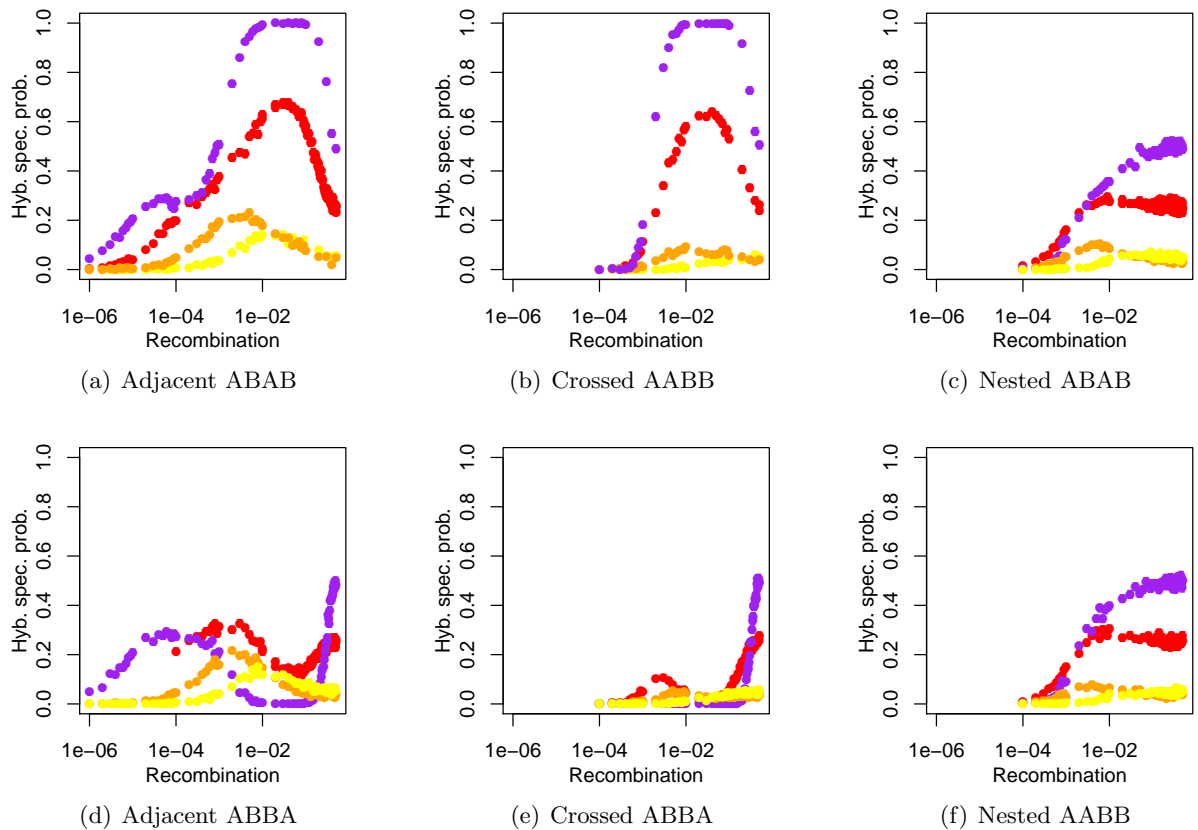 Hyb. spec. prob.
0.0 0.2 0.4 0.6 0.8 1.0
1e−06 1e−04 1e−02
Recombination
(a) Adjacent ABAB
Hyb. spec. prob.
0.0 0.2 0.4 0.6 0.8 1.0
1e−06 1e−04 1e−02
Recombination
(b) Crossed AABB
Hyb. spec. prob.
0.0 0.2 0.4 0.6 0.8 1.0
1e−06 1e−04 1e−02
Recombination
(c) Nested ABAB
Hyb. spec. prob.
0.0 0.2 0.4 0.6 0.8 1.0
1e−06 1e−04 1e−02
Recombination
(d) Adjacent ABBA
Hyb. spec. prob.
0.0 0.2 0.4 0.6 0.8 1.0
1e−06 1e−04 1e−02
Recombination
(e) Crossed ABBA
Hyb. spec. prob.
0.0 0.2 0.4 0.6 0.8 1.0
1e−06 1e−04 1e−02
Recombination
(f) Nested AABB